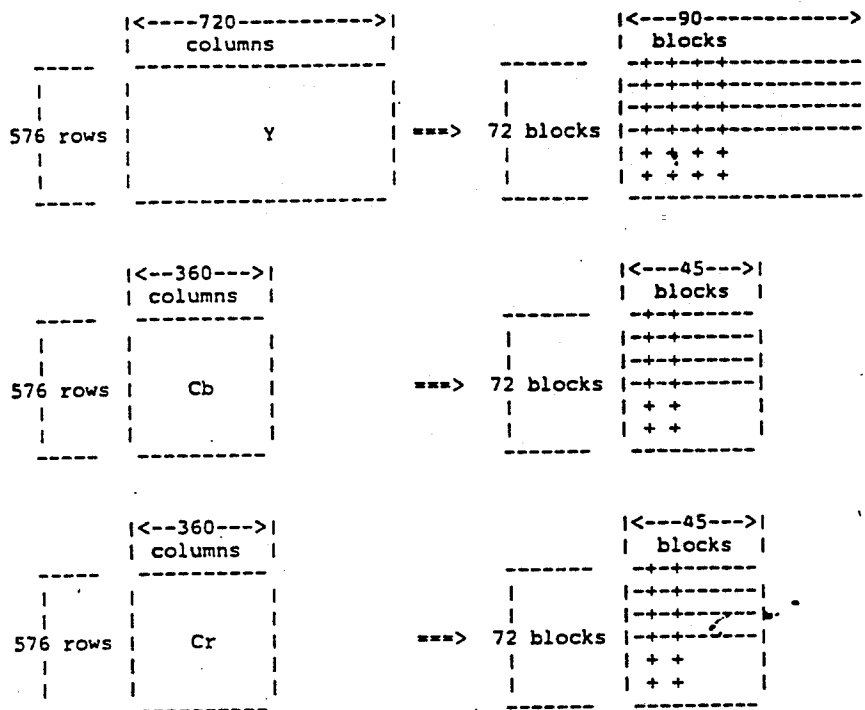 |<----720------------>| |<---90------------->
| columns | | blocks
----- ------------------- ------- -+-+-+-+-----------
| | | | |-+-+-+-+-----------
| | | | |-+-+-+-+-----------
576 rows | Y | ===> 72 blocks |-+-+-+-+-----------
| | | | | + + + +
| | | | | + + + +
----- ------------------- ------- -------------------
|<--360--->| |<---45--->|
| columns | | blocks |
----- ---------- ------- -+-+------
| | | | |-+-+------|
| | | | |-+-+------|
576 rows | Cb | ===> 72 blocks |-+-+------|
| | | | | + + |
| | | | | + + |
----- ---------- ------- ----------
|<--360--->| |<---45--->|
| columns | | blocks |
----- ---------- ------- -+-+------
| | | | |-+-+------|
| | | | |-+-+------|
576 rows | Cr | ===> 72 blocks |-+-+------|
| | | | | + + |
| | | | | + + |
----- ---------- ------- ----------